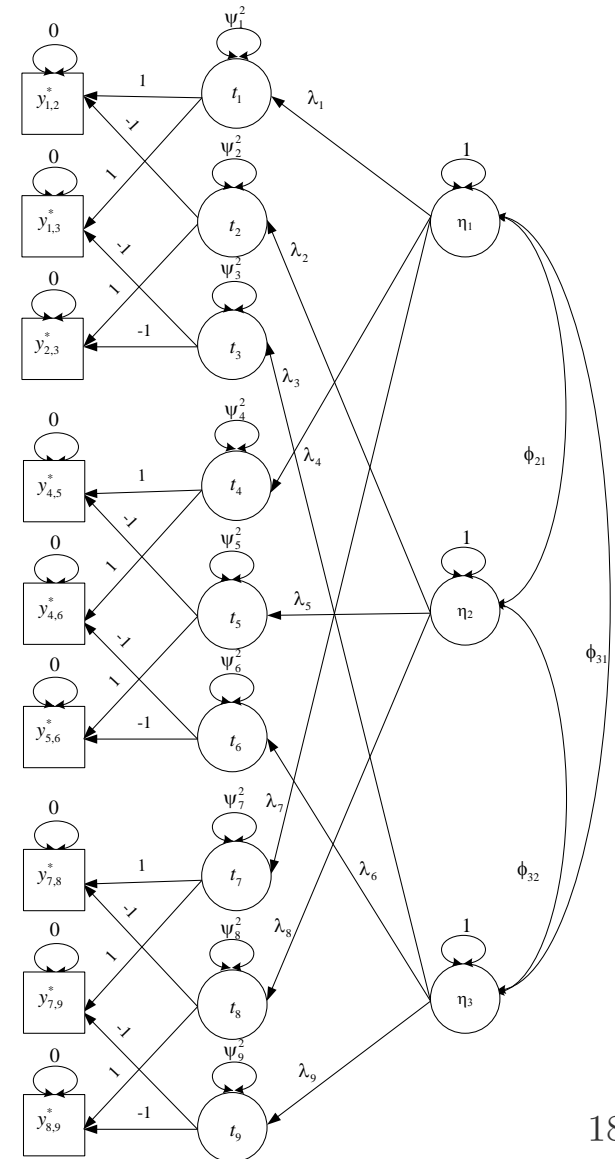 0
ψ₁²
y*₁,₂
1
t₁
λ₁
-1
0
ψ₂²
1
1
y*₁,₃
t₂
η₁
λ₂
-1
0
ψ₃²
1
y*₂,₃
-1
t₃
λ₃
0
ψ₄²
λ₄
ϕ₂₁
y*₄,₅
1
t₄
-1
0
ψ₅²
1
1
y*₄,₆
t₅
λ₅
η₂
-1
0
ψ₆²
ϕ₃₁
1
y*₅,₆
-1
t₆
0
ψ₇²
λ₇
y*₇,₈
1
t₇
λ₆
ϕ₃₂
-1
0
ψ₈²
λ₈
1
1
y*₇,₉
t₈
η₃
-1
0
ψ₉²
λ₉
1
y*₈,₉
-1
t₉
18